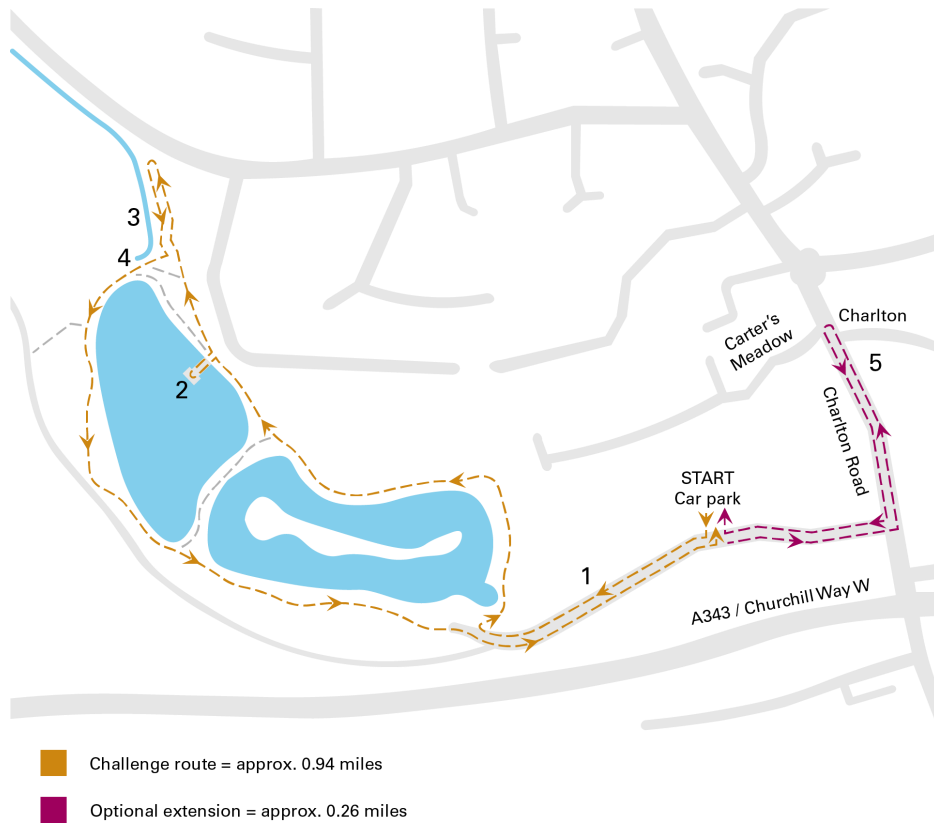 3
4
2
Charlton
Carter's
Meadow
5
Charlton Road
START
Car park
1
A343 / Churchill Way W
Challenge route = approx. 0.94 miles
Optional extension = approx. 0.26 miles